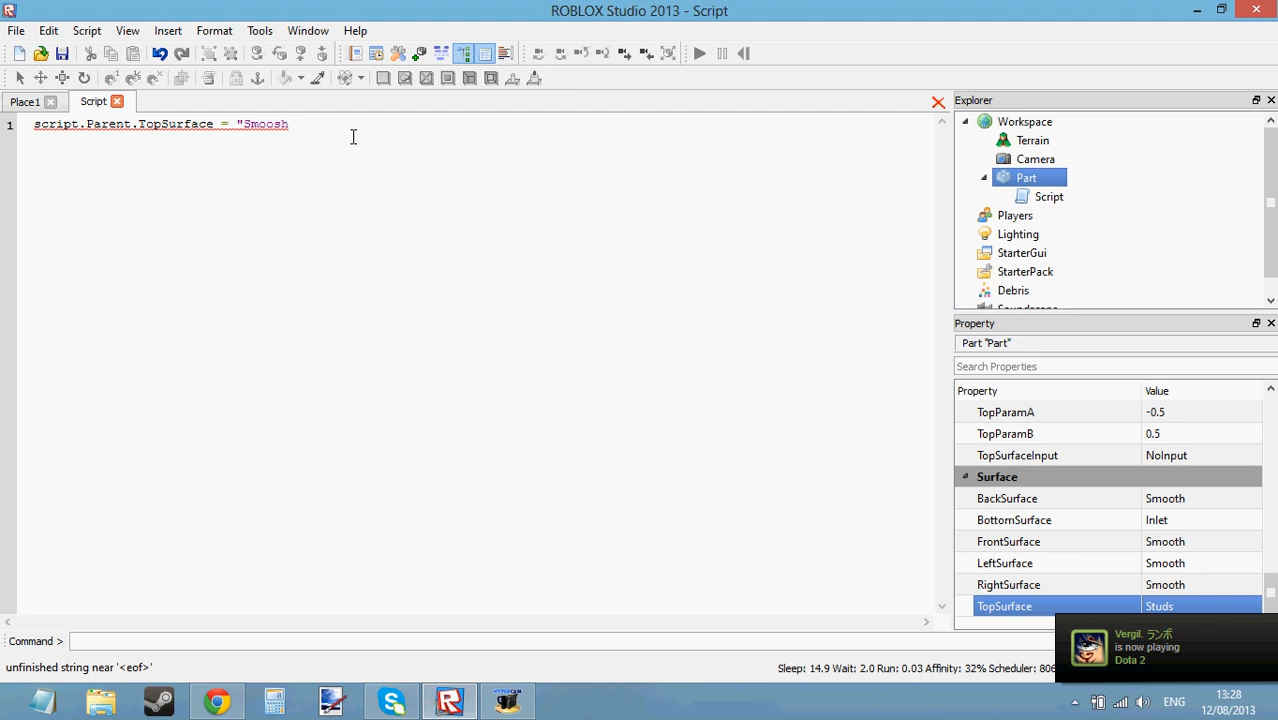 ROBLOX Studio 2013 - Script
File Edit Script View Insert Format Tools Window Help
Place1 Script
1 script.Parent.TopSurface = "Smoosh
Explorer
Workspace
Terrain
Camera
Part
Script
Players
Lighting
StarterGui
StarterPack
Debris
Property
Part "Part"
Search Properties
Property Value
TopParamA -0.5
TopParamB 0.5
TopSurfaceInput NoInput
Surface
BackSurface Smooth
BottomSurface Inlet
FrontSurface Smooth
LeftSurface Smooth
RightSurface Smooth
TopSurface Studs
Command >
unfinished string near '<eof>'
Sleep: 14.9 Wait: 2.0 Run: 0.03 Affinity: 32% Scheduler: 806
Vergil. ランボ
is now playing
Dota 2
ENG
13:28
12/08/2013